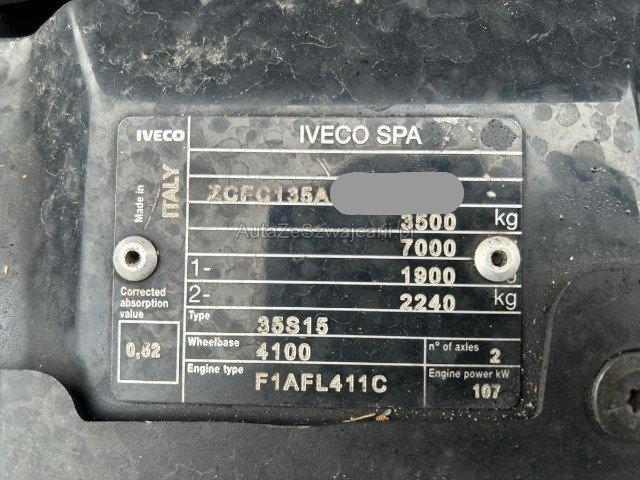 IVECO
IVECO SPA
Made in ITALY
ZCFC135A
3500 kg
7000
1- 1900
2- 2240 kg
Corrected
absorption
value
0,52
Type 35S15
Wheelbase 4100
n° of axles 2
Engine type F1AFL411C
Engine power kW
107
AutaZeSzwajcarii.pl